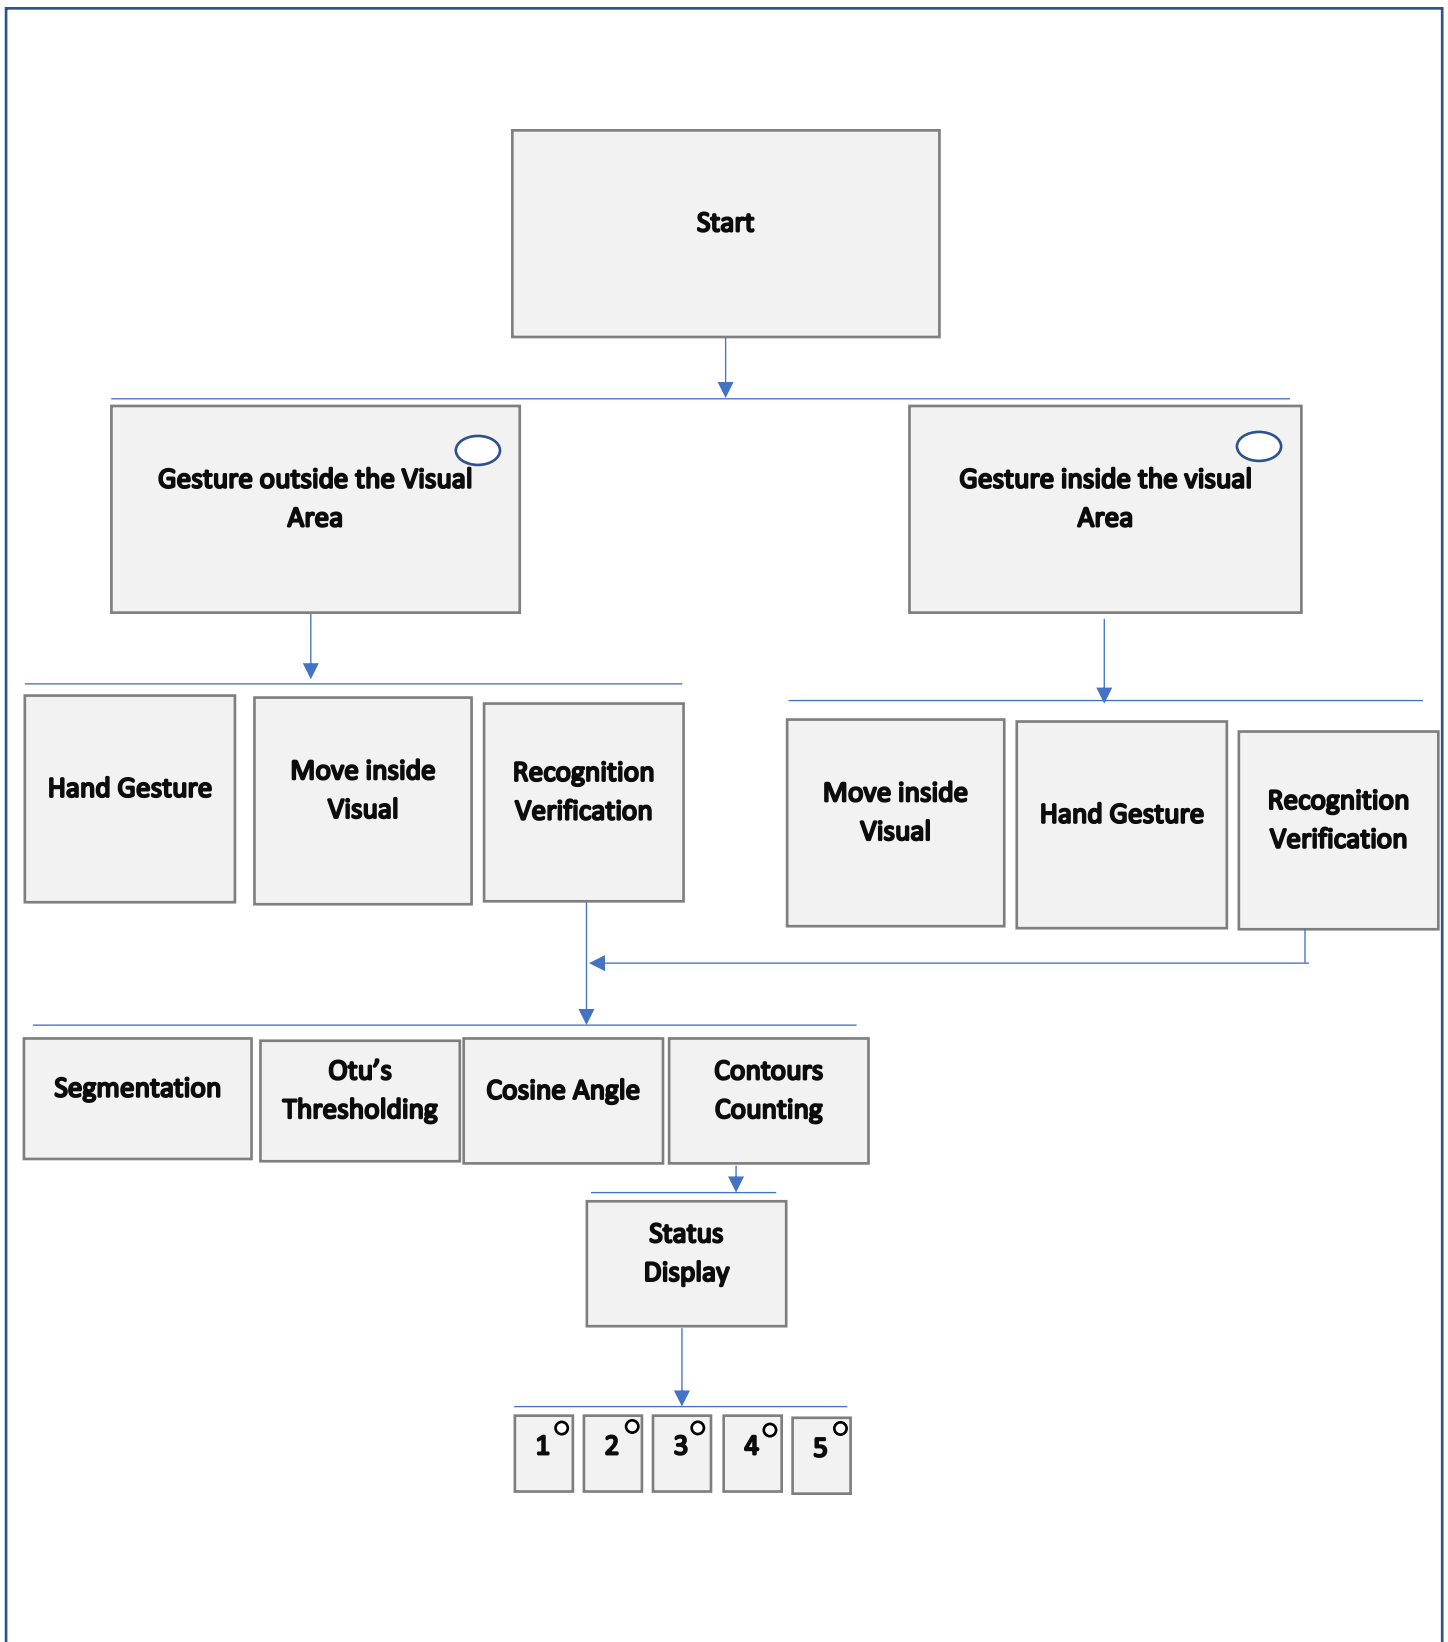 Start
Gesture outside the Visual
Area
Gesture inside the visual
Area
Hand Gesture
Move inside
Visual
Recognition
Verification
Move inside
Visual
Hand Gesture
Recognition
Verification
Segmentation
Otu’s
Thresholding
Cosine Angle
Contours
Counting
Status
Display
1
2
3
4
5